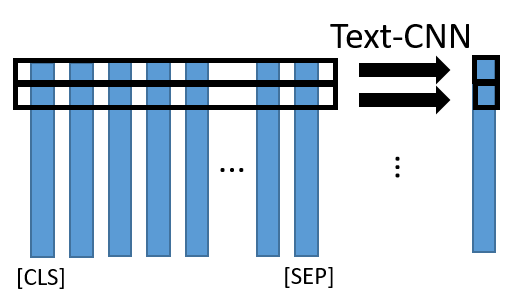 Text-CNN
...
⋮
[CLS]
[SEP]